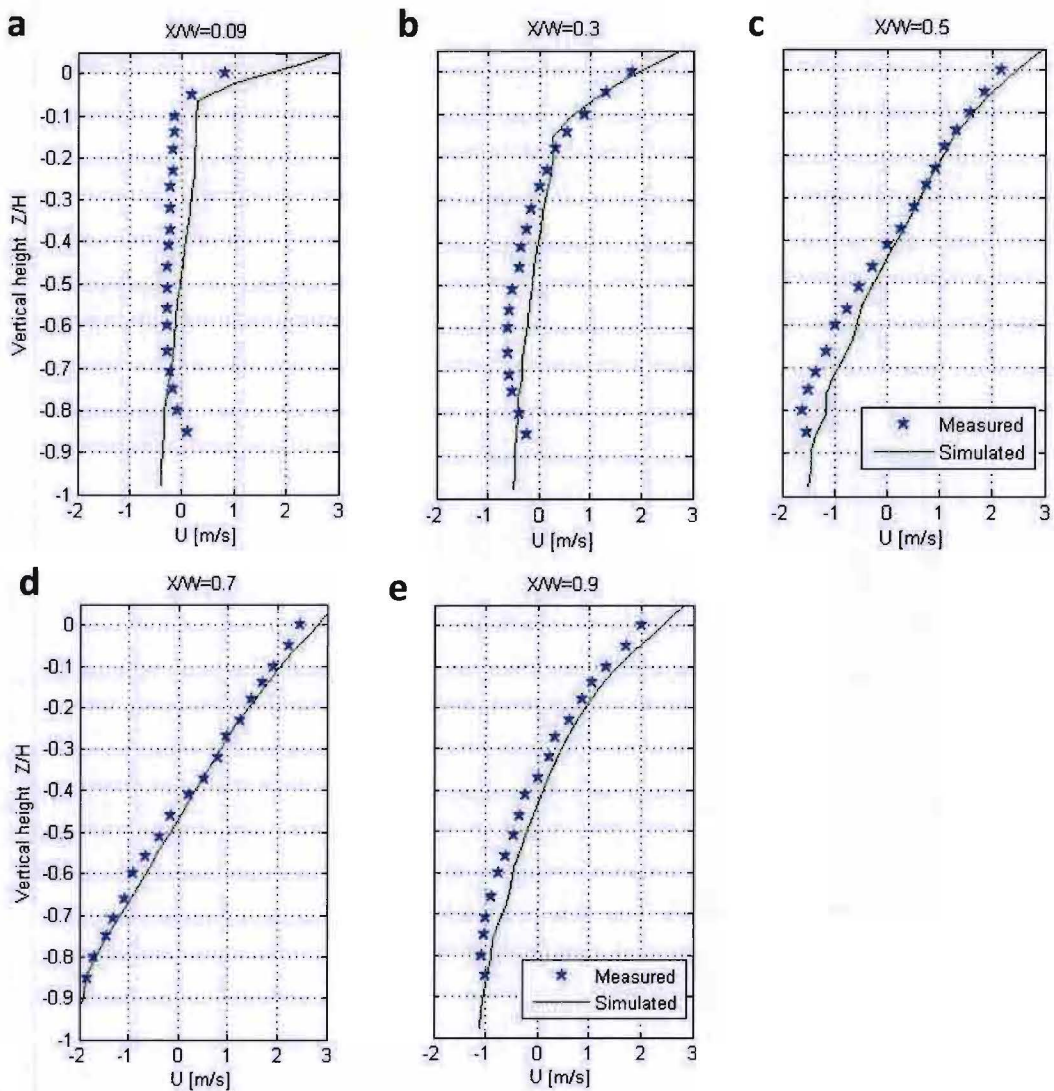 a
X/W=0.09
0
-0.1
-0.2
-0.3
-0.4
-0.5
-0.6
-0.7
-0.8
-0.9
-1
Vertical height Z/H
-2 -1 0 1 2 3
U [m/s]
b
X/W=0.3
-2 -1 0 1 2 3
U [m/s]
c
X/W=0.5
Measured
Simulated
-2 -1 0 1 2 3
U [m/s]
d
X/W=0.7
0
-0.1
-0.2
-0.3
-0.4
-0.5
-0.6
-0.7
-0.8
-0.9
-1
Vertical height Z/H
-2 -1 0 1 2 3
U [m/s]
e
X/W=0.9
Measured
Simulated
-2 -1 0 1 2 3
U [m/s]